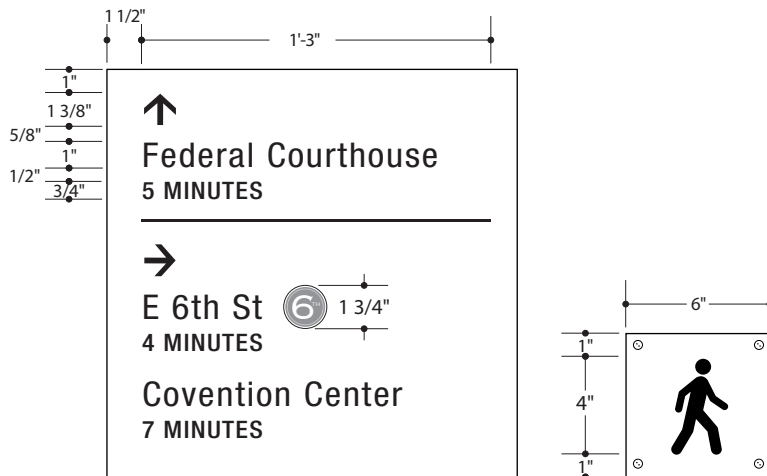 1 1/2"
1'-3"
1"
1 3/8"
5/8"
1"
1/2"
3/4"
Federal Courthouse
5 MINUTES
E 6th St 6TH 1 3/4"
4 MINUTES
Covention Center
7 MINUTES
6"
1"
4"
1"